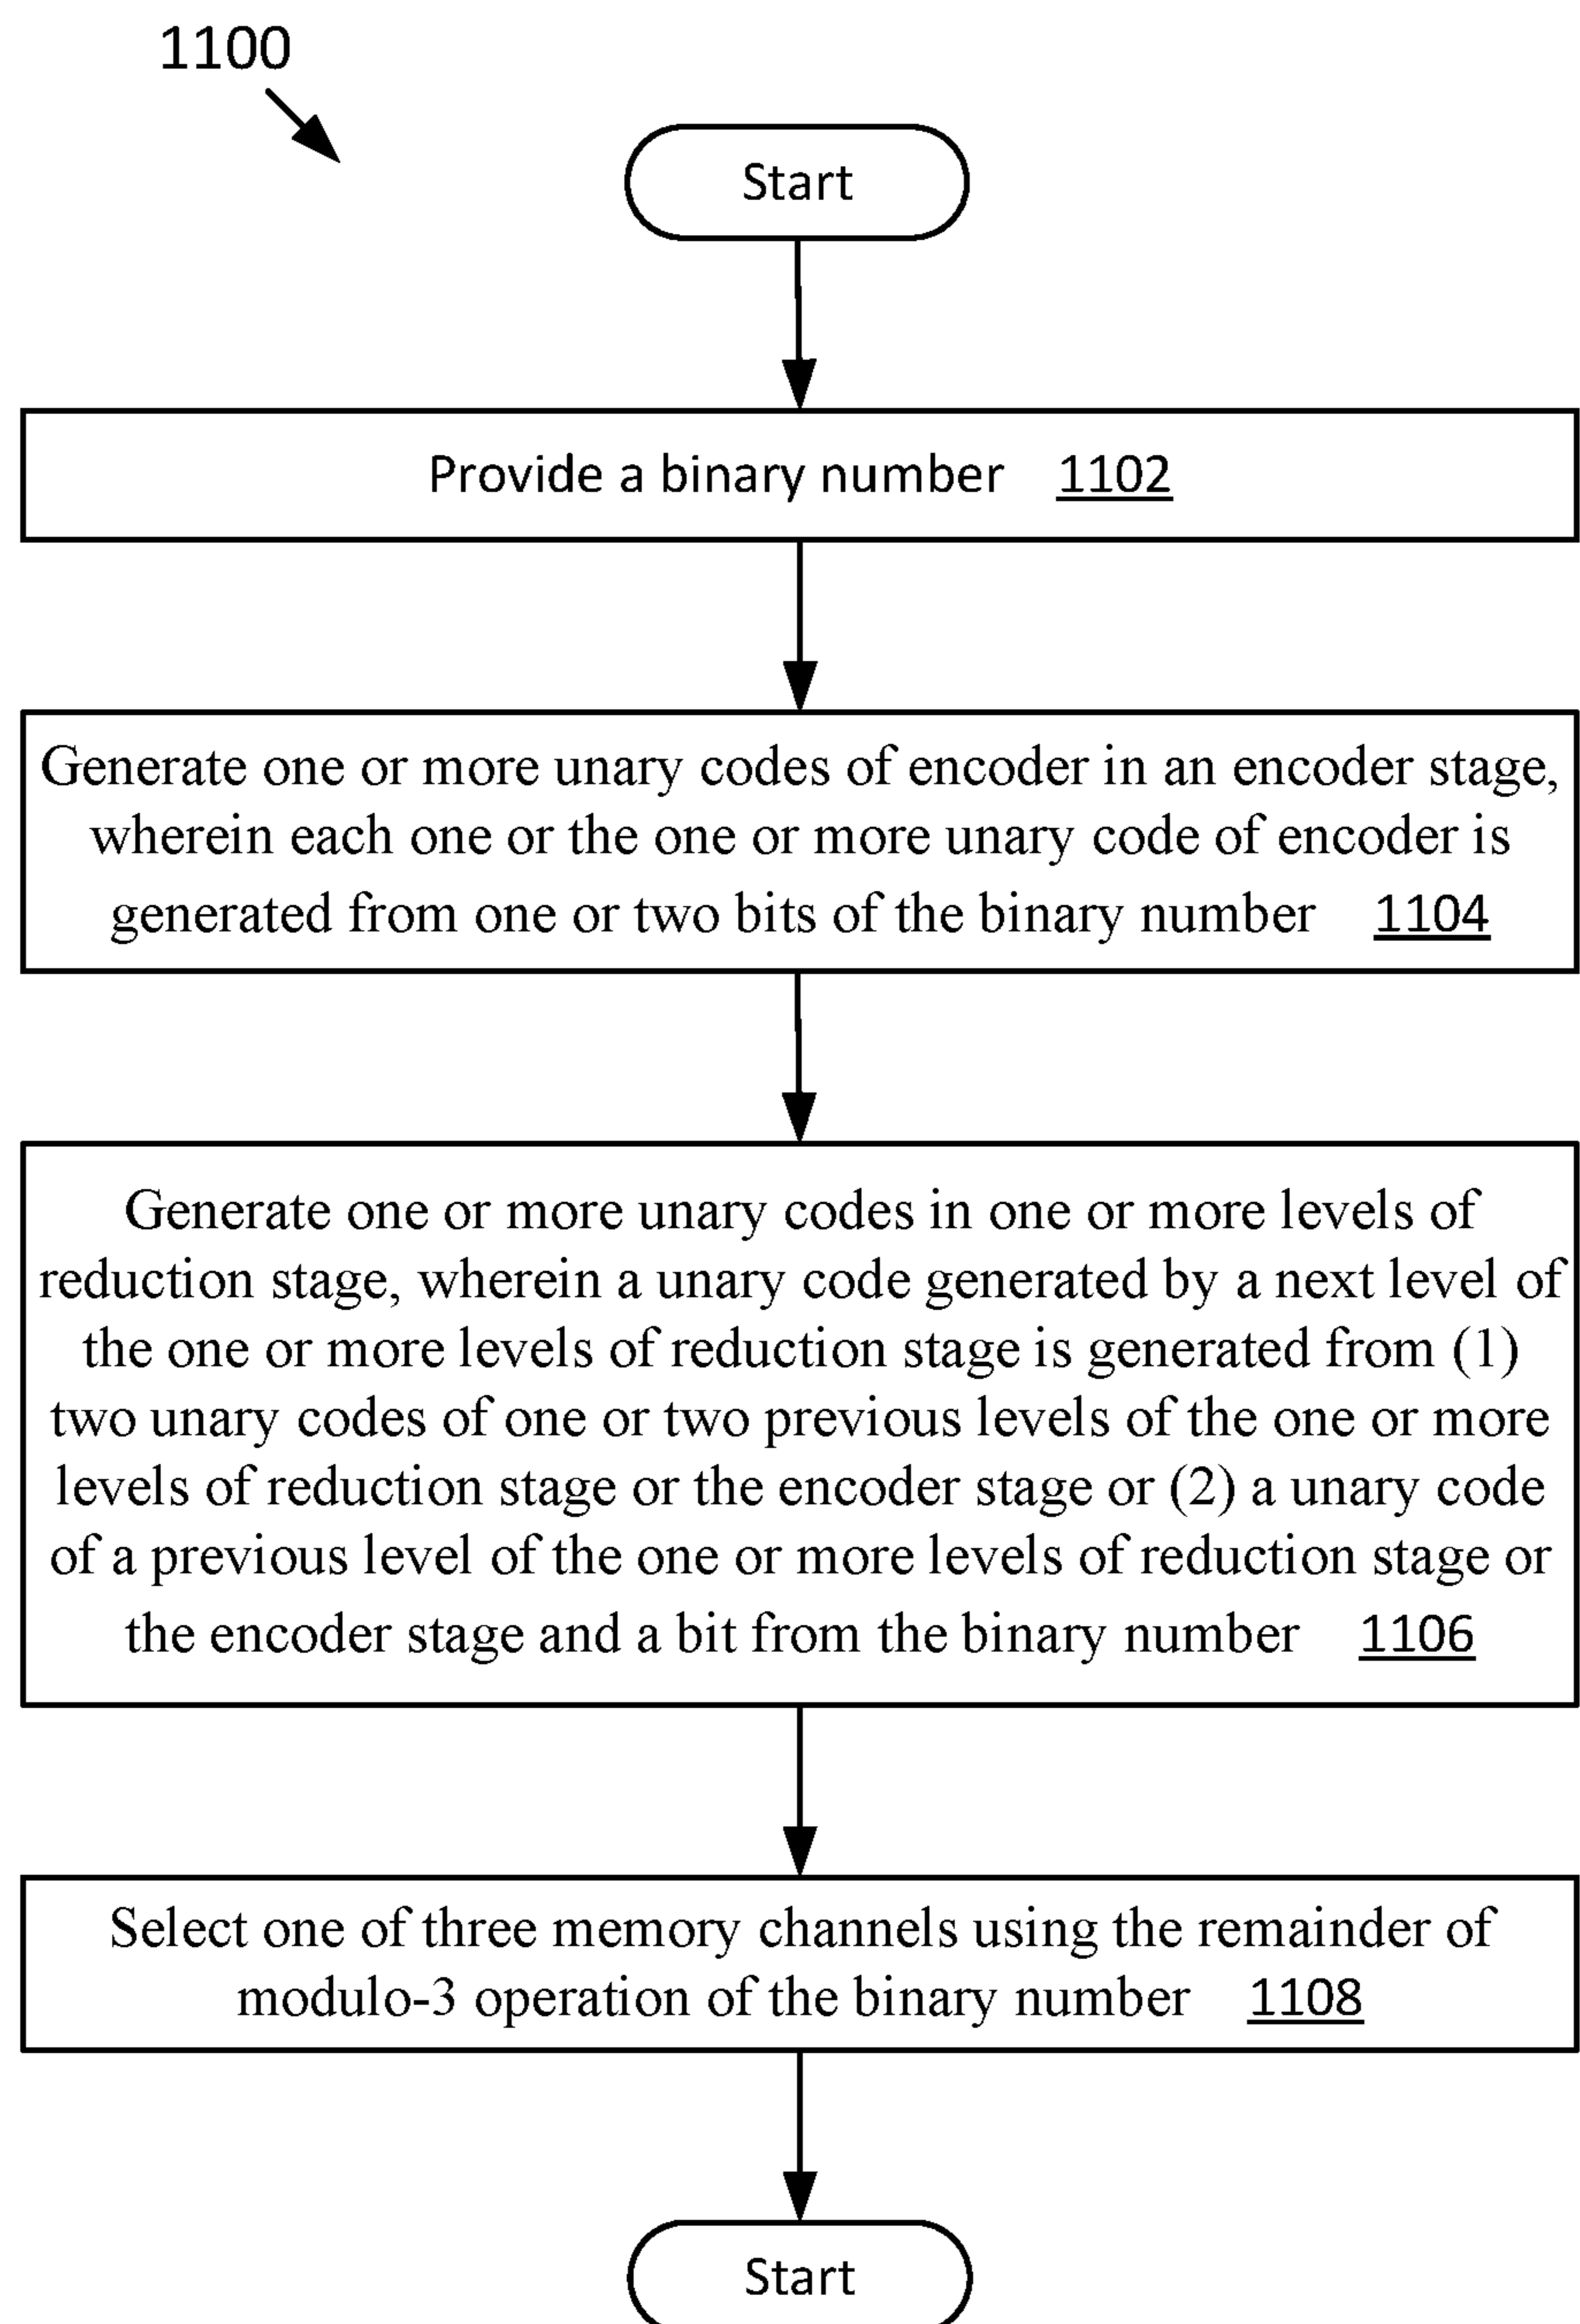 1100
Start
Provide a binary number 1102
Generate one or more unary codes of encoder in an encoder stage,
wherein each one or the one or more unary code of encoder is
generated from one or two bits of the binary number 1104
Generate one or more unary codes in one or more levels of
reduction stage, wherein a unary code generated by a next level of
the one or more levels of reduction stage is generated from (1)
two unary codes of one or two previous levels of the one or more
levels of reduction stage or the encoder stage or (2) a unary code
of a previous level of the one or more levels of reduction stage or
the encoder stage and a bit from the binary number 1106
Select one of three memory channels using the remainder of
modulo-3 operation of the binary number 1108
Start